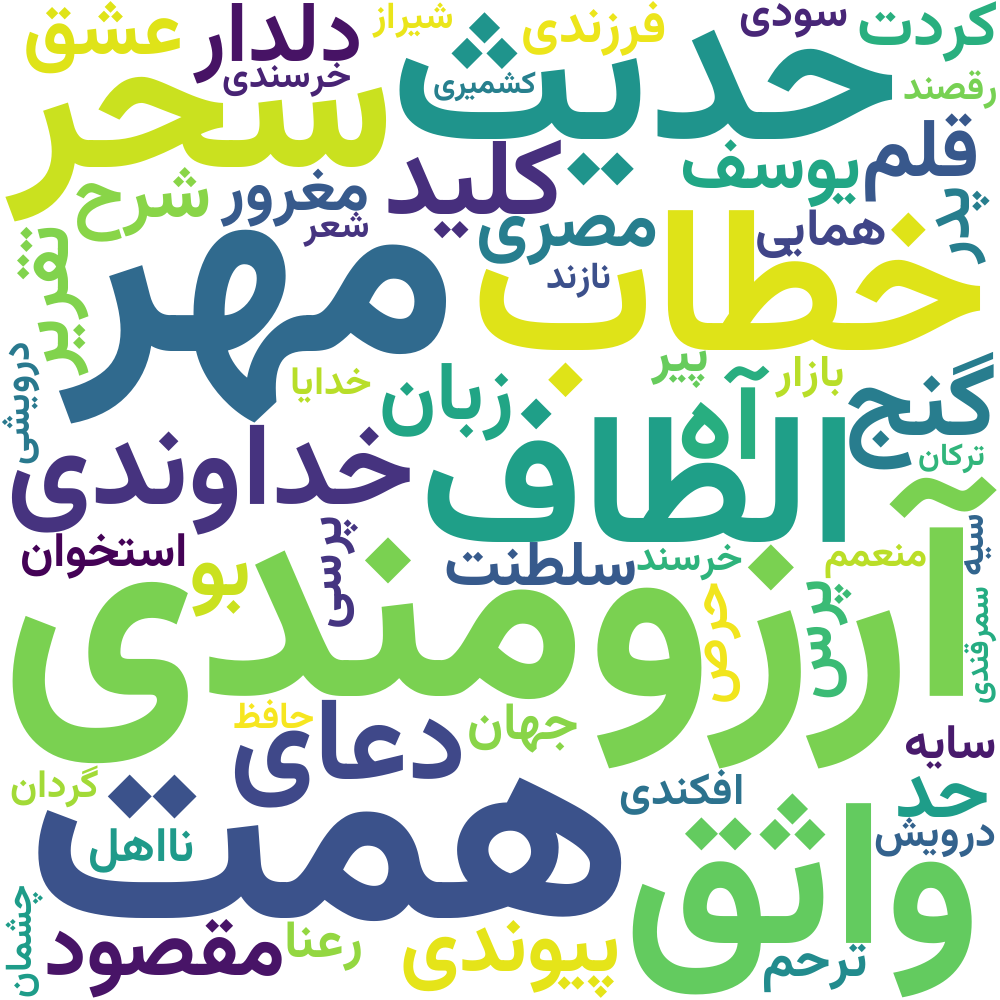 عشق
دلدار
شیراز
فرزندی
سودی
کردت
خرسندی
کشمیری
حدیث
رقصند
سحر
قلم
کلید
یوسف
مغرور
شرح
پدر
شعر
مصری
همایی
تقریر
مهر
نازند
خطاب
درویشی
خدایا
زبان
پیر
بازار
گنج
آه
ترکان
خداوندی
الطاف
استخوان
پرسی
سلطنت
خرسند
منعمم
سیه
بو
آرزومندی
حرص
پرس
سمرقندی
حافظ
جهان
دعای
سایه
گردان
افکندی
حد
همت
نااهل
واثق
درویش
چشمان
مقصود
رعنا
پیوندی
ترحم